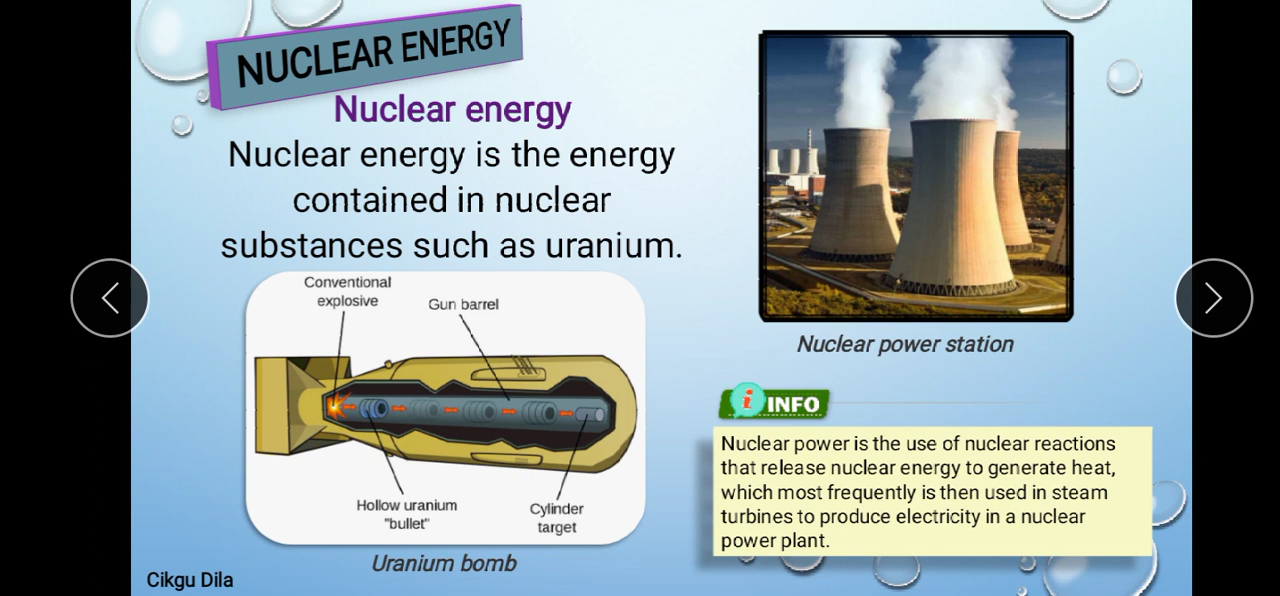 NUCLEAR ENERGY
Nuclear energy
Nuclear energy is the energy
contained in nuclear
substances such as uranium.
Conventional
explosive
Gun barrel
Hollow uranium
"bullet"
Cylinder
target
Uranium bomb
Cikgu Dila
Nuclear power station
i INFO
Nuclear power is the use of nuclear reactions
that release nuclear energy to generate heat,
which most frequently is then used in steam
turbines to produce electricity in a nuclear
power plant.